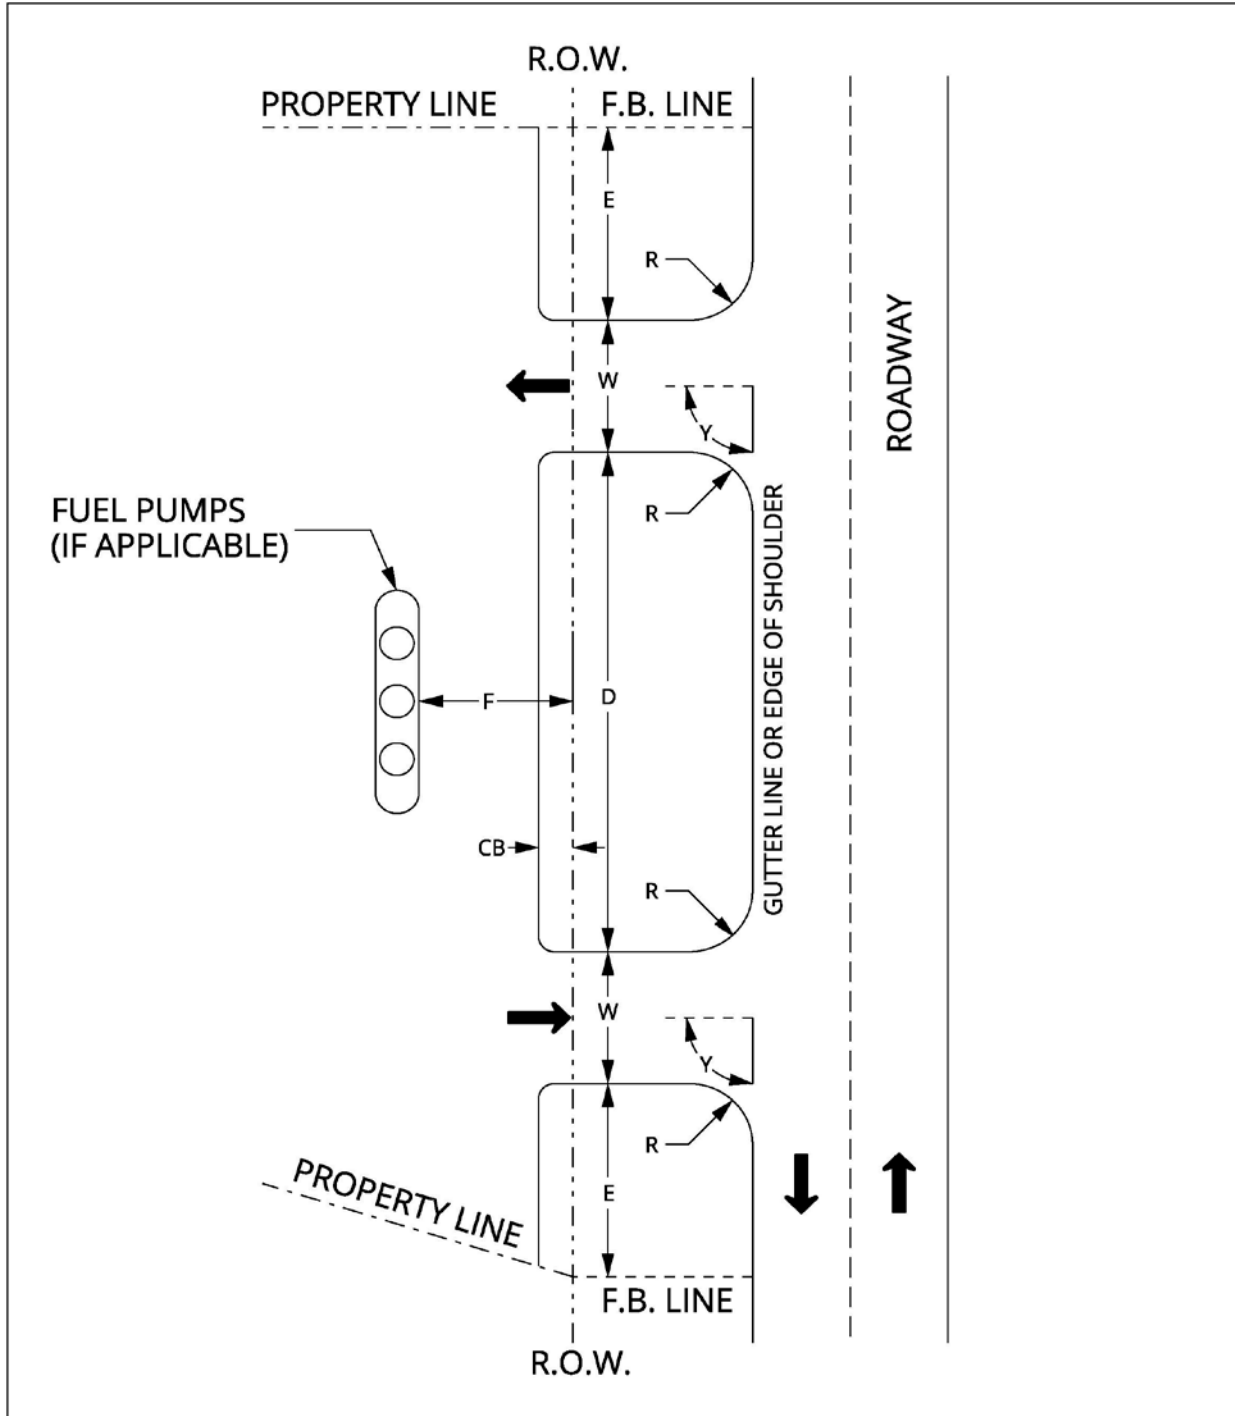 R.O.W.
PROPERTY LINE
F.B. LINE
E
R
W
Y
ROADWAY
R
GUTTER LINE OR EDGE OF SHOULDER
FUEL PUMPS
(IF APPLICABLE)
F
D
CB
R
W
Y
R
E
PROPERTY LINE
F.B. LINE
R.O.W.